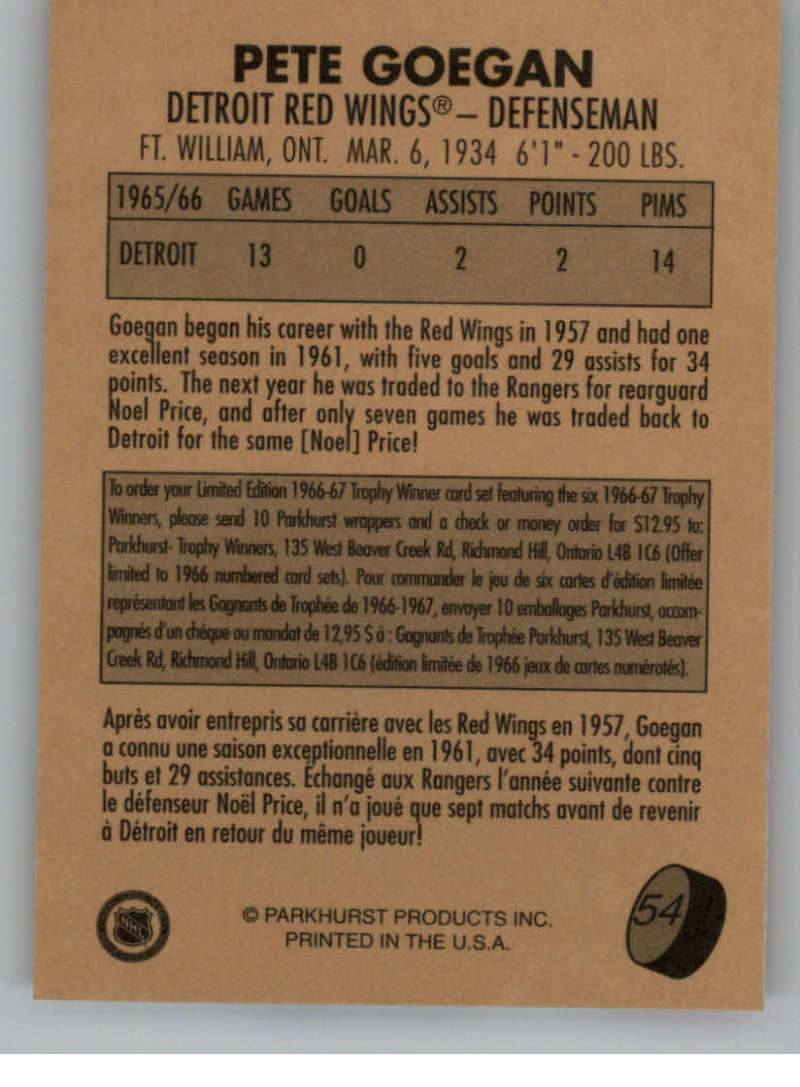 PETE GOEGAN
DETROIT RED WINGS® – DEFENSEMAN
FT. WILLIAM, ONT. MAR. 6, 1934 6'1" - 200 LBS.
1965/66 GAMES GOALS ASSISTS POINTS PIMS
DETROIT 13 0 2 2 14
Goegan began his career with the Red Wings in 1957 and had one
excellent season in 1961, with five goals and 29 assists for 34
points. The next year he was traded to the Rangers for rearguard
Noel Price, and after only seven games he was traded back to
Detroit for the same [Noel] Price!
To order your Limited Edition 1966-67 Trophy Winner card set featuring the six 1966-67 Trophy
Winners, please send 10 Parkhurst wrappers and a check or money order for $12.95 to:
Parkhurst- Trophy Winners, 135 West Beaver Creek Rd, Richmond Hill, Ontario L4B 1C6 (Offer
limited to 1966 numbered card sets). Pour commander le jeu de six cartes d'édition limitée
représentant les Gagnants de Trophée de 1966-1967, envoyer 10 emballages Parkhurst, accom-
pagnés d'un chèque ou mandat de 12,95 $ à : Gagnants de Trophée Parkhurst, 135 West Beaver
Creek Rd, Richmond Hill, Ontario L4B 1C6 (édition limitée de 1966 jeux de cartes numérotés).
Après avoir entrepris sa carrière avec les Red Wings en 1957, Goegan
a connu une saison exceptionnelle en 1961, avec 34 points, dont cinq
buts et 29 assistances. Échangé aux Rangers l'année suivante contre
le défenseur Noël Price, il n'a joué que sept matchs avant de revenir
à Détroit en retour du même joueur!
© PARKHURST PRODUCTS INC.
PRINTED IN THE U.S.A.
54